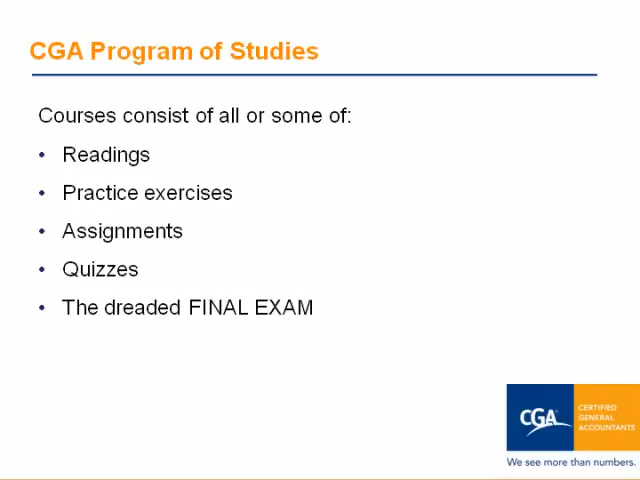 CGA Program of Studies
Courses consist of all or some of:
• Readings
• Practice exercises
• Assignments
• Quizzes
• The dreaded FINAL EXAM
CGA
CERTIFIED
GENERAL
ACCOUNTANTS
We see more than numbers.